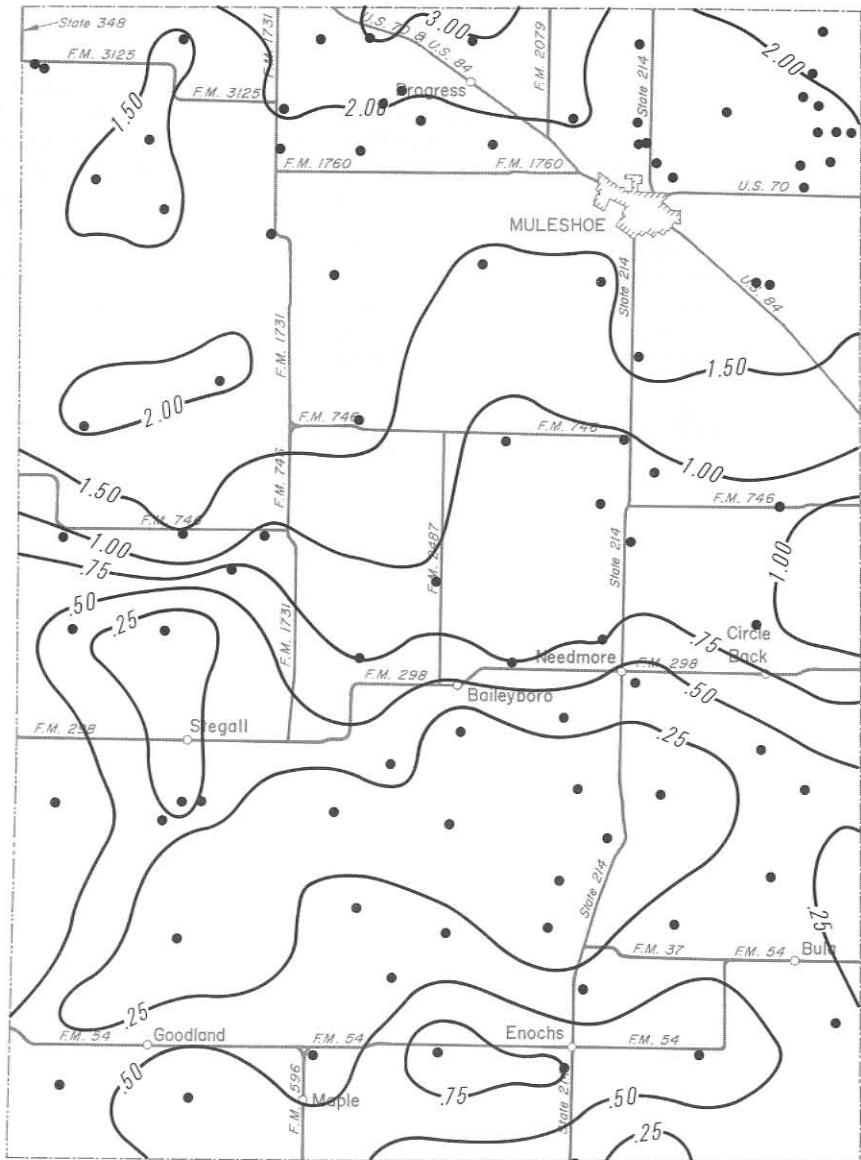 State 348
F.M. 3125
F.M. 1731
3.00
U.S. 70 & U.S. 84
F.M. 2079
State 214
2.00
1.50
F.M. 3125
2.00
Progress
F.M. 1760
F.M. 1760
U.S. 70
MULESHOE
State 214
U.S. 84
F.M. 1731
1.50
2.00
F.M. 746
F.M. 746
1.00
1.50
F.M. 746
F.M. 746
F.M. 746
1.00
F.M. 2487
State 214
1.00
.75
.50
.25
F.M. 1731
.75
Circle
Back
Needmore
F.M. 298
F.M. 298
Baileyboro
.50
F.M. 298
Stegall
.25
State 214
.25
F.M. 37
F.M. 54
Bula
.25
F.M. 54
Goodland
F.M. 54
Enochs
F.M. 54
.50
F.M. 596
Maple
.75
State 214
.50
.25